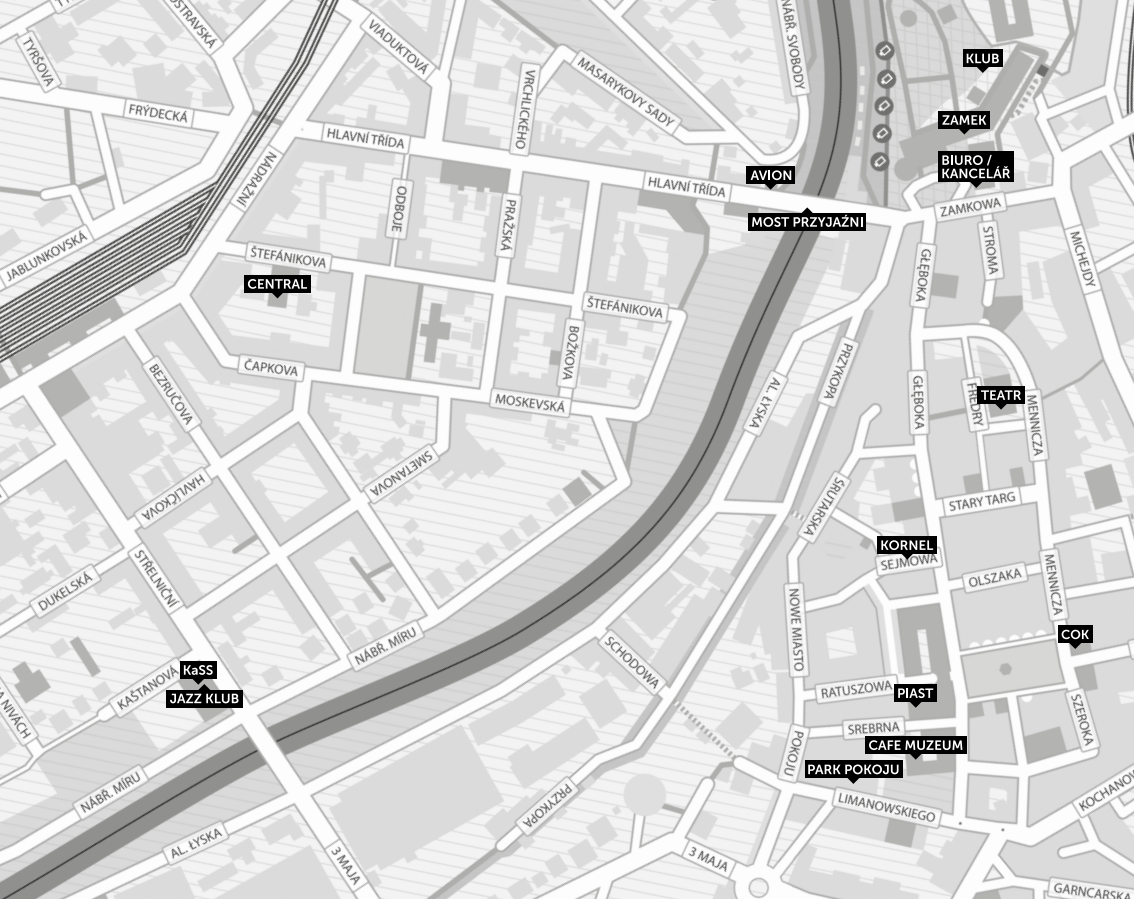 OSTRAVSKÁ
TYRŠOVA
FRÝDECKÁ
VIADUKTOVÁ
VRCHLICKÉHO
MASARYKOVY SADY
NÁBŘ. SVOBODY
KLUB
ZAMEK
BIURO /
KANCELÁŘ
HLAVNÍ TŘÍDA
NÁDRAŽNÍ
AVION
HLAVNÍ TŘÍDA
ODBOJE
PRAŽSKÁ
MOST PRZYJAŹNI
ZAMKOWA
STROMA
MICHEJDY
JABLUNKOVSKÁ
ŠTEFÁNIKOVA
GŁĘBOKA
CENTRAL
ŠTEFÁNIKOVA
BOŽKOVA
ČAPKOVA
PRZYKOPA
BEZRUČOVA
AL. ŁYSKA
GŁĘBOKA
FREDRY
TEATR
MENNICZA
MOSKEVSKÁ
SMETANOVA
HAVLÍČKOVA
ŚRUTARSKA
STARY TARG
KORNEL
SEJMOWA
STŘELNIČNÍ
DUKELSKÁ
OLSZAKA
MENNICZA
NOWE MIASTO
COK
NÁBŘ. MÍRU
SCHODOWA
KaSS
KAŠTANOVÁ
JAZZ KLUB
RATUSZOWA
PIAST
SZEROKA
SREBRNA
CAFE MUZEUM
POKOJU
PARK POKOJU
NÁBŘ. MÍRU
PRZYKOPA
LIMANOWSKIEGO
AL. ŁYSKA
3 MAJA
3 MAJA
GARNCARSKA